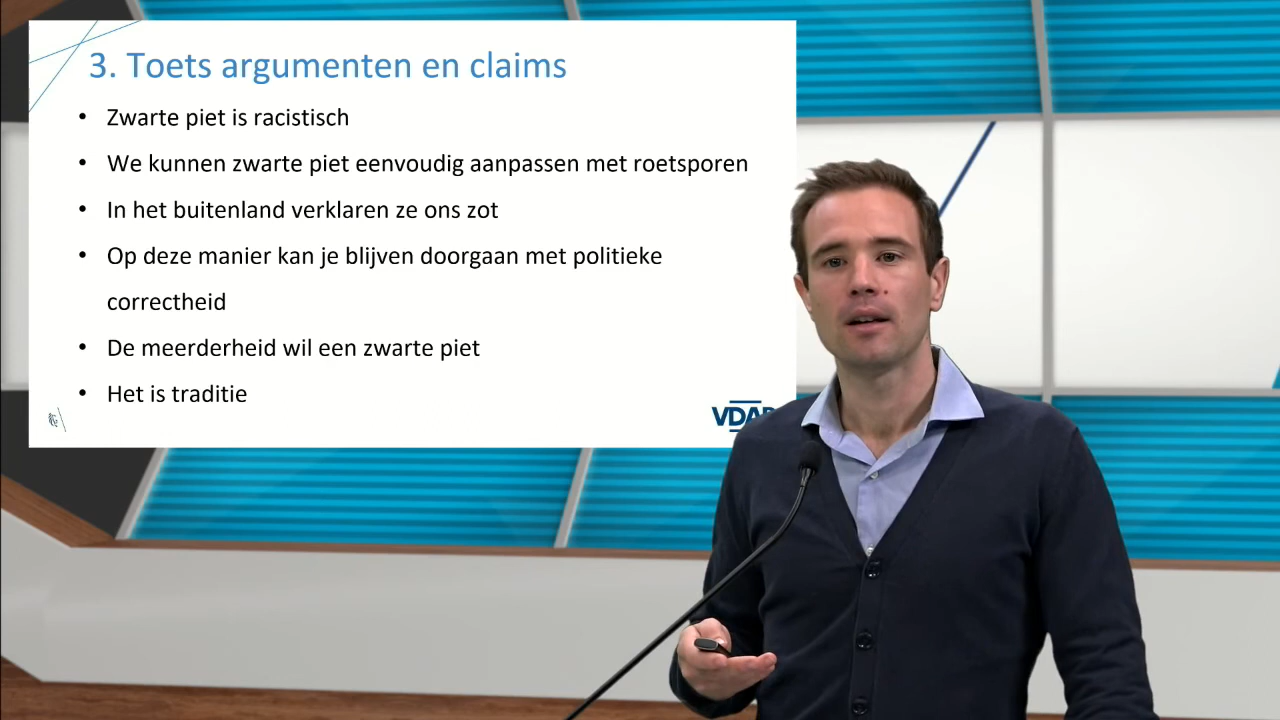 3. Toets argumenten en claims
• Zwarte piet is racistisch
• We kunnen zwarte piet eenvoudig aanpassen met roetsporen
• In het buitenland verklaren ze ons zot
• Op deze manier kan je blijven doorgaan met politieke
correctheid
• De meerderheid wil een zwarte piet
• Het is traditie
VDAB